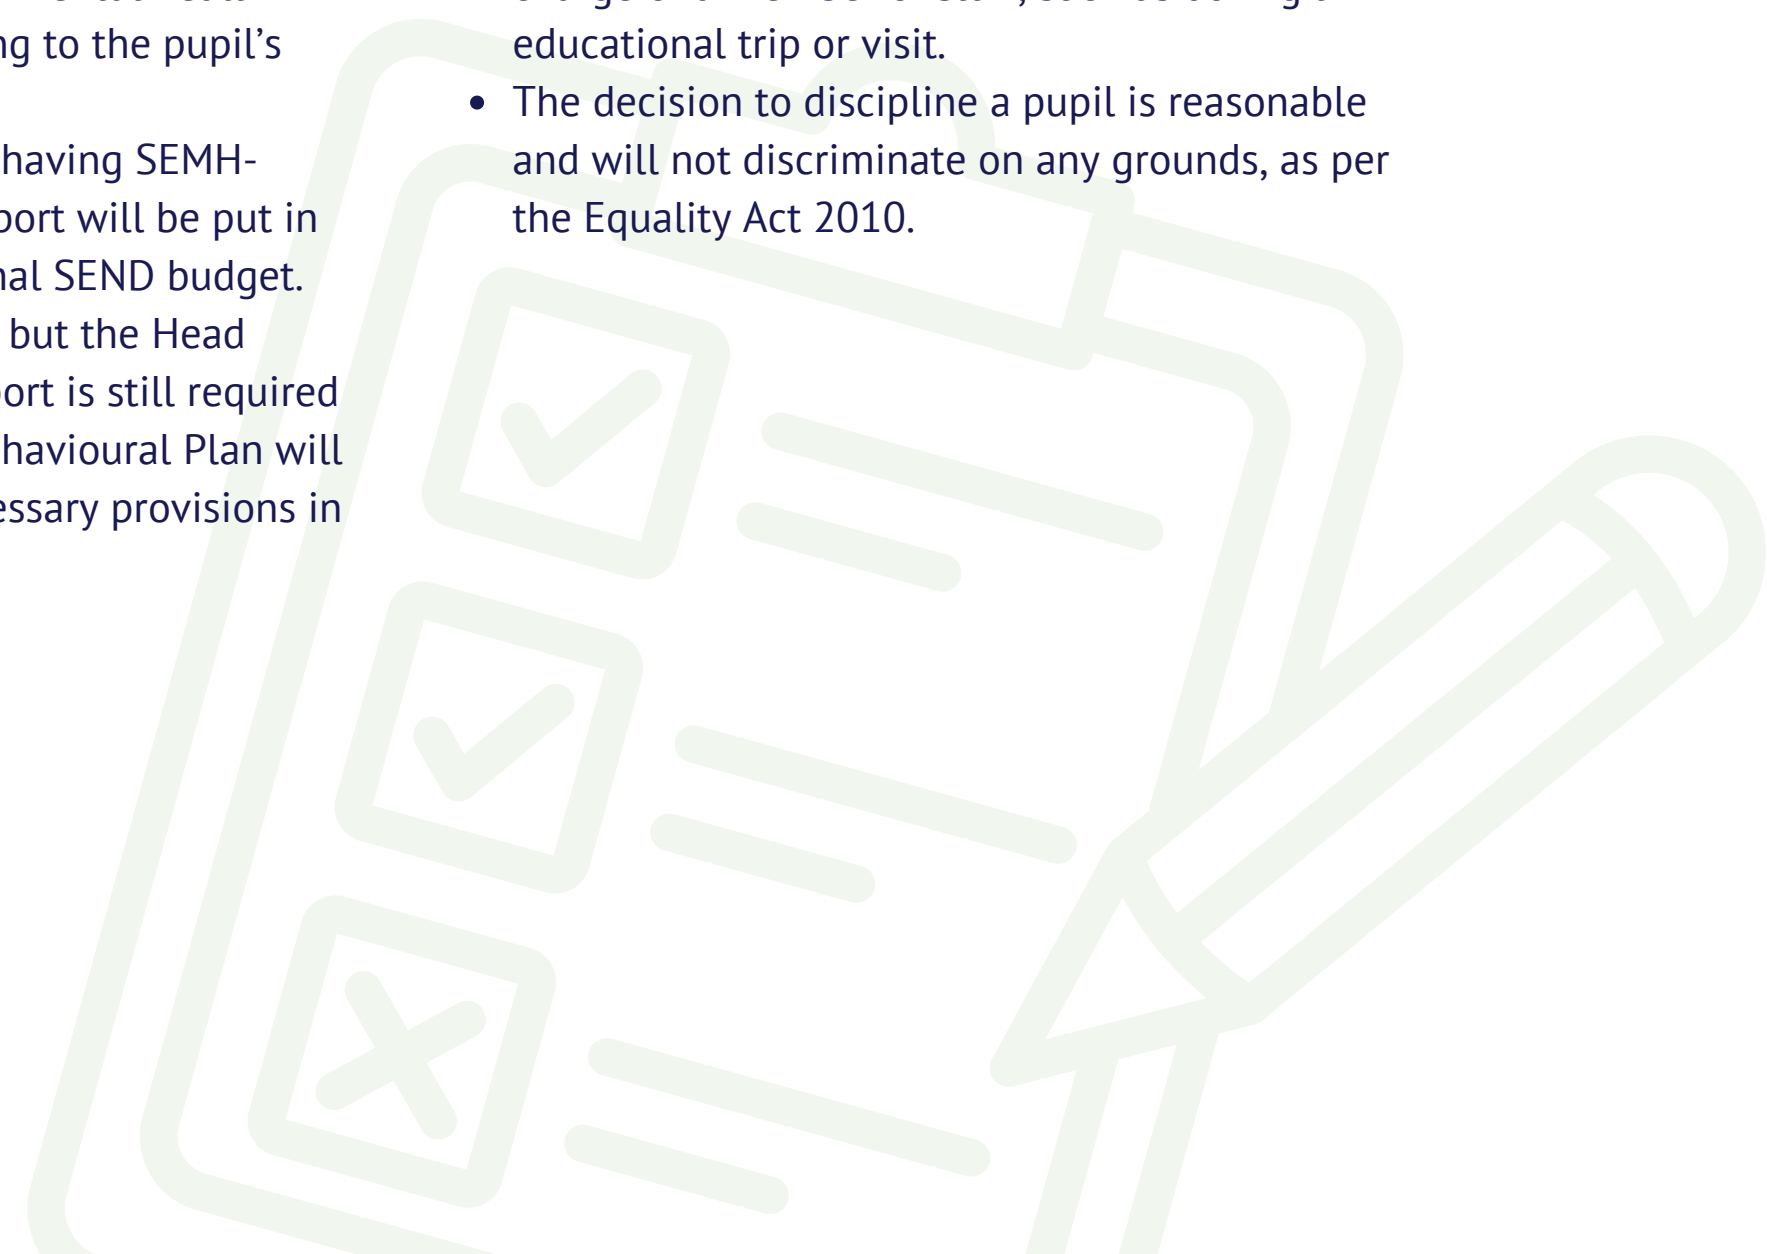 ng to the pupil's
having SEMH-
port will be put in
nal SEND budget.
but the Head
port is still required
havioural Plan will
essary provisions in
educational trip or visit.
• The decision to discipline a pupil is reasonable
and will not discriminate on any grounds, as per
the Equality Act 2010.